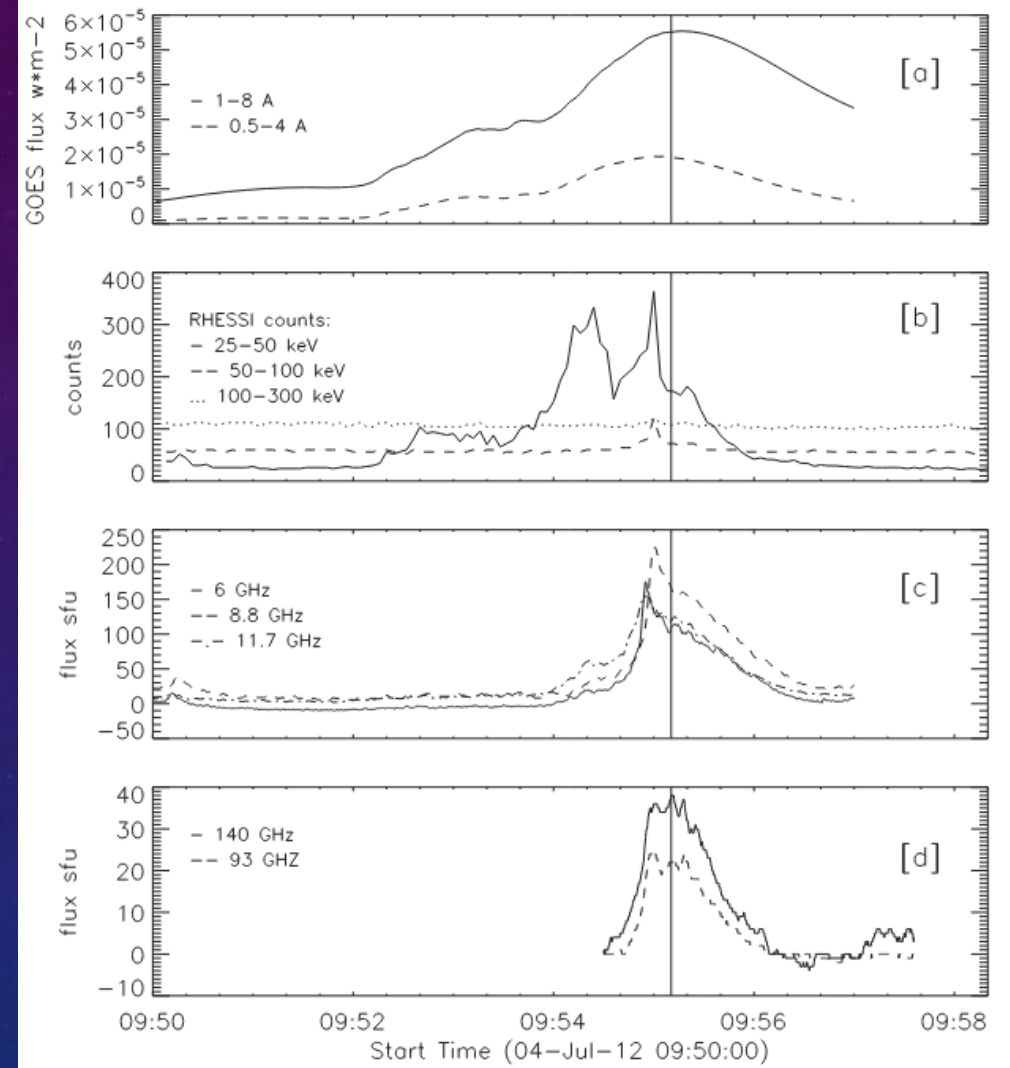 GOES flux w*m-2
6×10⁻⁵
5×10⁻⁵
4×10⁻⁵
3×10⁻⁵
2×10⁻⁵
1×10⁻⁵
0
– 1–8 A
–– 0.5–4 A
[a]
counts
400
300
200
100
0
RHESSI counts:
– 25–50 keV
–– 50–100 keV
... 100–300 keV
[b]
flux sfu
250
200
150
100
50
0
–50
– 6 GHz
–– 8.8 GHz
–.– 11.7 GHz
[c]
flux sfu
40
30
20
10
0
–10
– 140 GHz
–– 93 GHZ
[d]
09:50 09:52 09:54 09:56 09:58
Start Time (04–Jul–12 09:50:00)